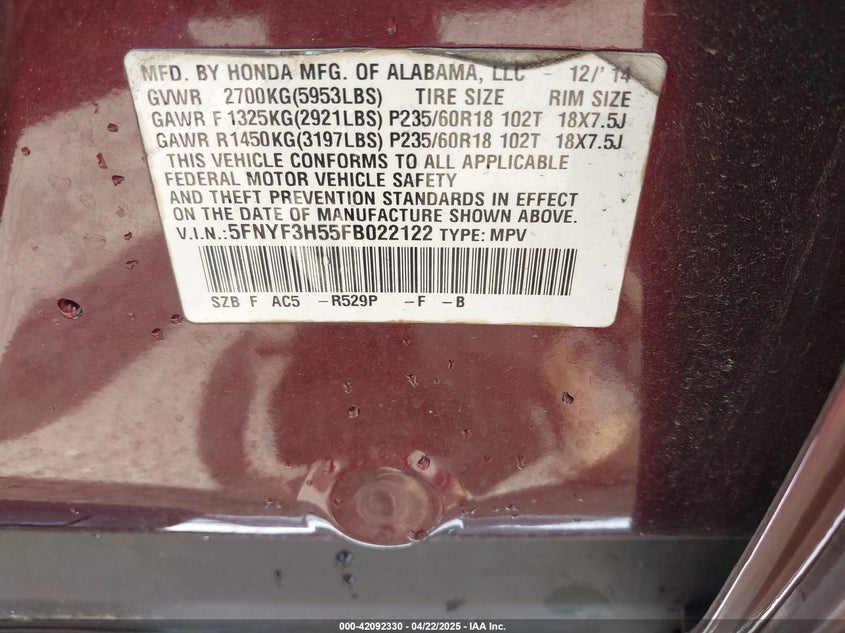 MFD. BY HONDA MFG. OF ALABAMA, LLC 12/'14
GVWR 2700KG(5953LBS) TIRE SIZE RIM SIZE
GAWR F 1325KG(2921LBS) P235/60R18 102T 18X7.5J
GAWR R1450KG(3197LBS) P235/60R18 102T 18X7.5J
THIS VEHICLE CONFORMS TO ALL APPLICABLE
FEDERAL MOTOR VEHICLE SAFETY
AND THEFT PREVENTION STANDARDS IN EFFECT
ON THE DATE OF MANUFACTURE SHOWN ABOVE.
V.I.N.:5FNYF3H55FB022122 TYPE: MPV
SZB F AC5 -R529P -F -B
000-42092330 - 04/22/2025 - IAA Inc.